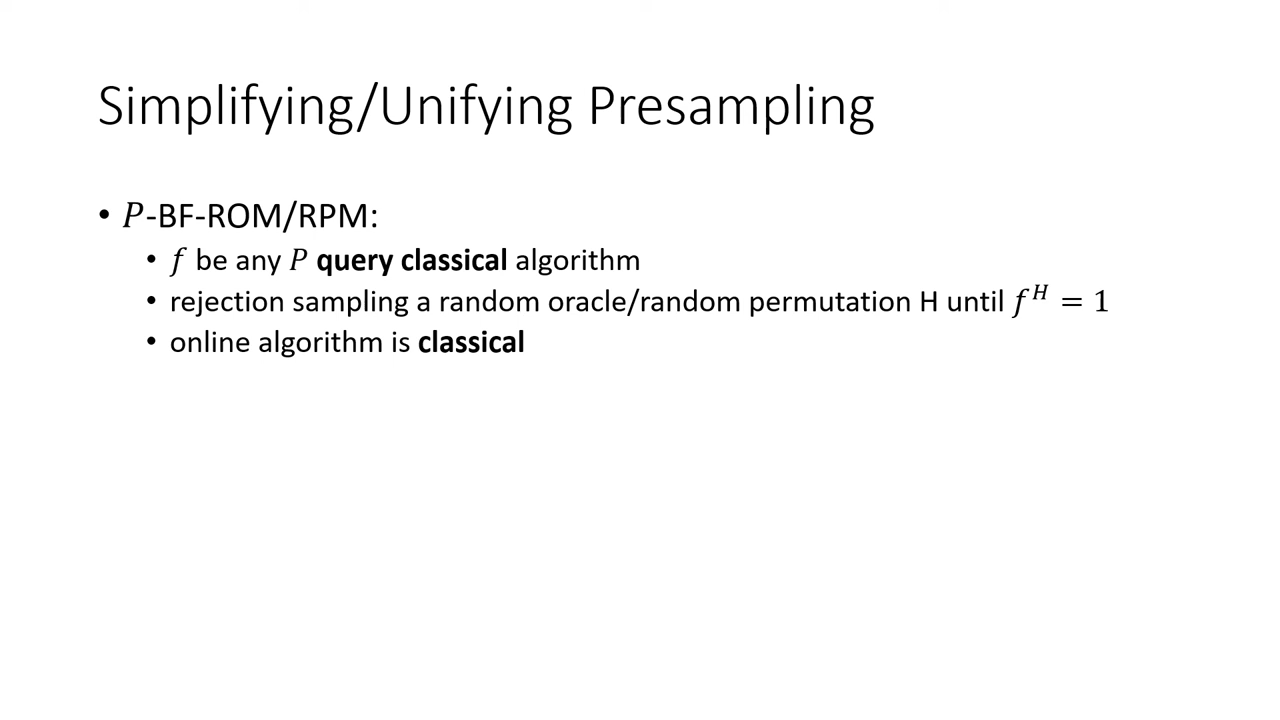 Simplifying/Unifying Presampling
• P-BF-ROM/RPM:
• f be any P query classical algorithm
• rejection sampling a random oracle/random permutation H until f^H = 1
• online algorithm is classical